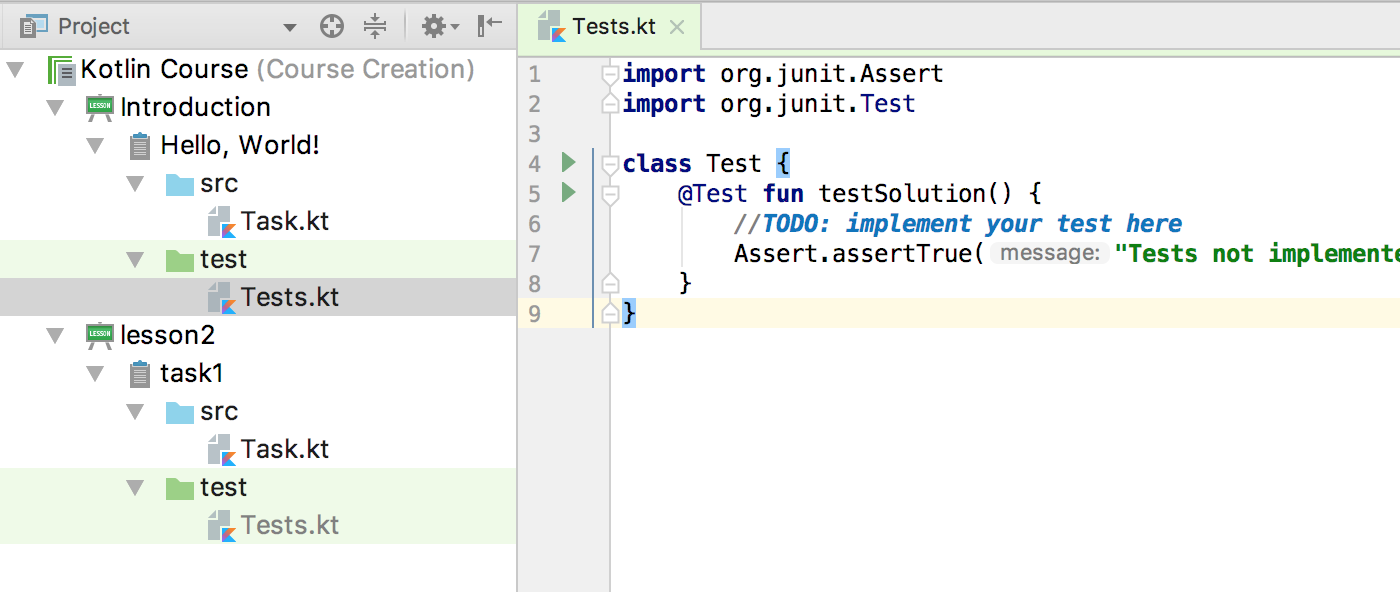 Project
Kotlin Course (Course Creation)
LESSON Introduction
Hello, World!
src
Task.kt
test
Tests.kt
LESSON lesson2
task1
src
Task.kt
test
Tests.kt
Tests.kt
1 import org.junit.Assert
2 import org.junit.Test
3
4 class Test {
5 @Test fun testSolution() {
6 //TODO: implement your test here
7 Assert.assertTrue( message: "Tests not implemente
8 }
9 }